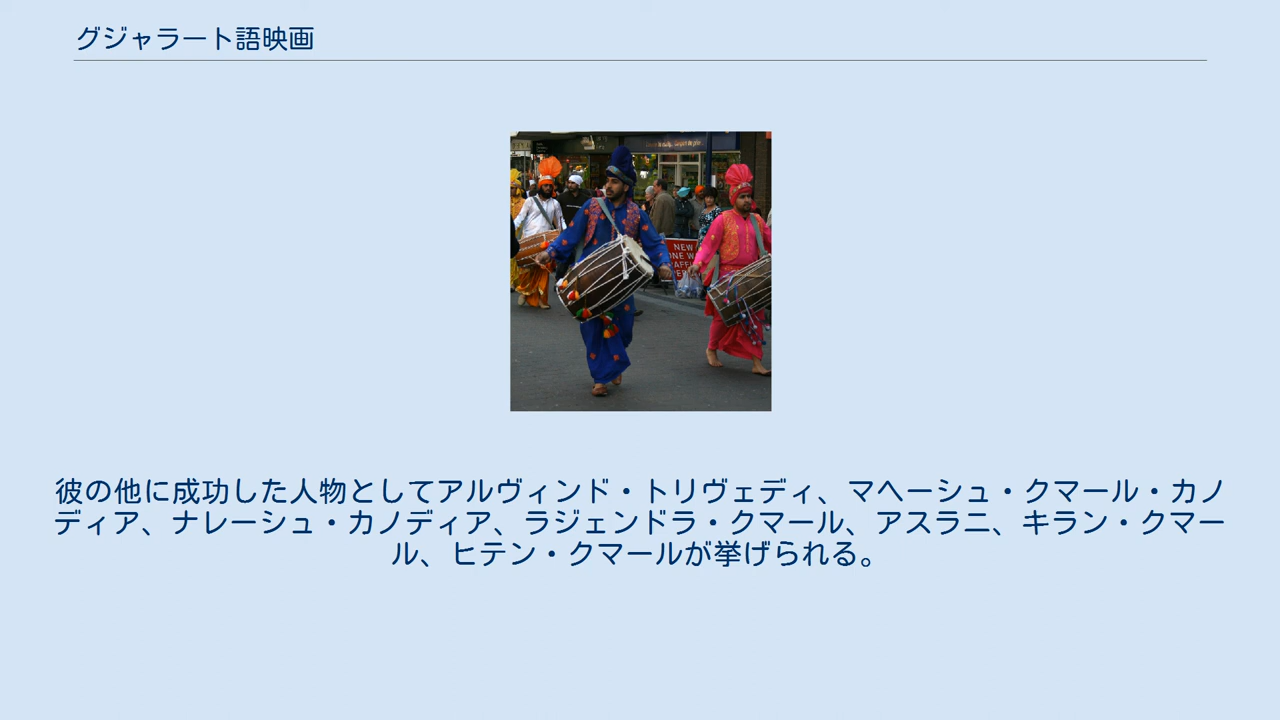 グジャラート語映画
NEW
ONE WA
彼の他に成功した人物としてアルヴィンド・トリヴェディ、マヘーシュ・クマール・カノ
ディア、ナレーシュ・カノディア、ラジェンドラ・クマール、アスラニ、キラン・クマー
ル、ヒテン・クマールが挙げられる。